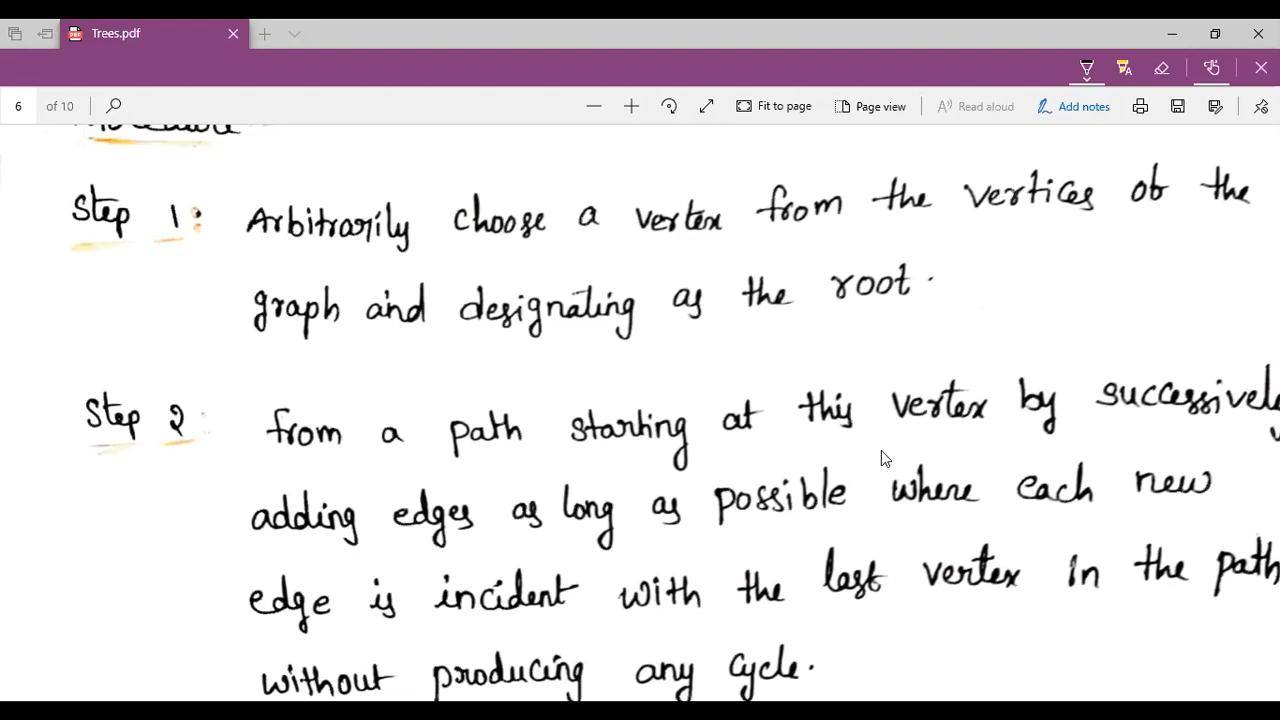 Trees.pdf
6 of 10
Fit to page
Page view
Read aloud
Add notes
Procedure
Step 1: Arbitrarily choose a vertex from the vertices of the
graph and designating as the root.
Step 2: from a path starting at this vertex by successively
adding edges as long as possible where each new
edge is incident with the last vertex in the path
without producing any cycle.